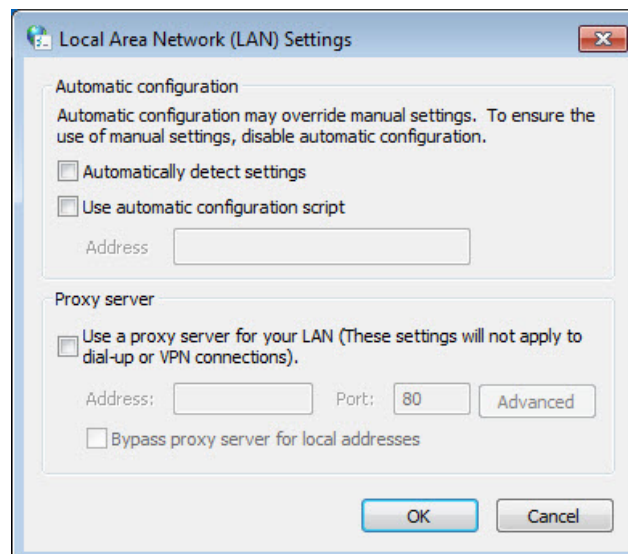 Local Area Network (LAN) Settings
Automatic configuration
Automatic configuration may override manual settings. To ensure the
use of manual settings, disable automatic configuration.
Automatically detect settings
Use automatic configuration script
Address
Proxy server
Use a proxy server for your LAN (These settings will not apply to
dial-up or VPN connections).
Address: Port: 80 Advanced
Bypass proxy server for local addresses
OK Cancel